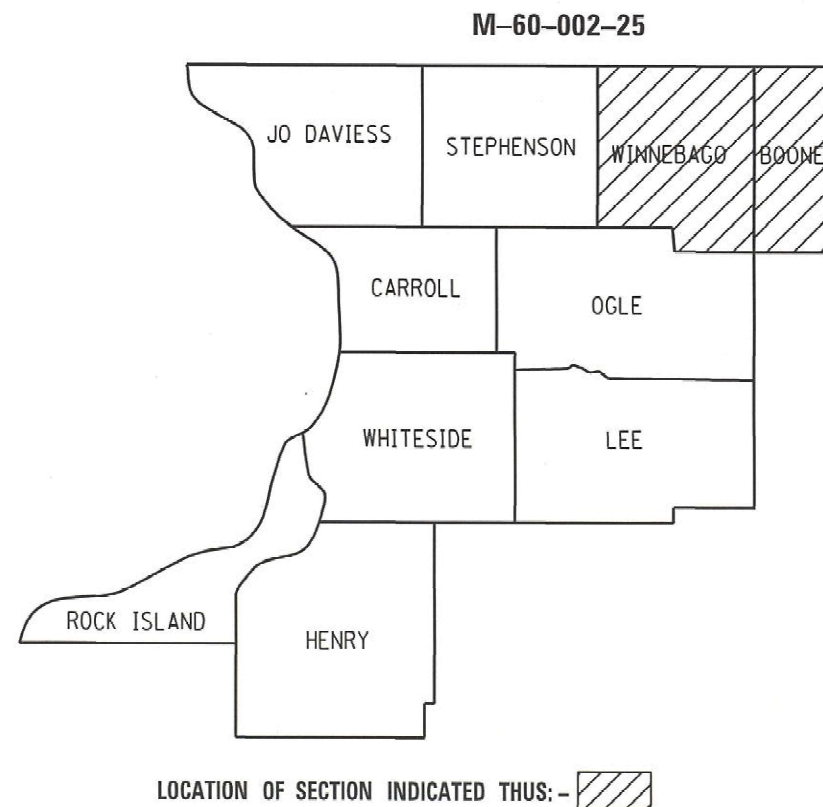 M-60-002-25
JO DAVIESS
STEPHENSON
WINNEBAGO
BOONE
CARROLL
OGLE
WHITESIDE
LEE
ROCK ISLAND
HENRY
LOCATION OF SECTION INDICATED THUS: -